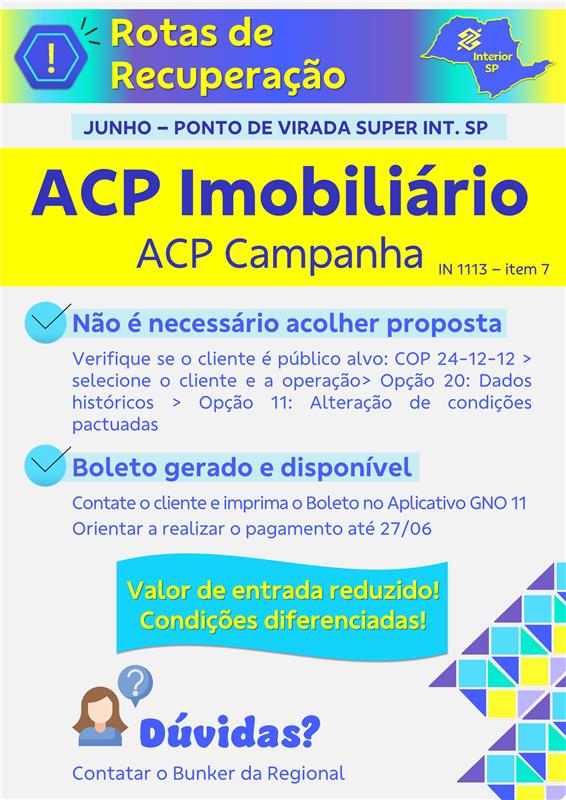 Rotas de
Recuperação
Interior
SP
JUNHO – PONTO DE VIRADA SUPER INT. SP
ACP Imobiliário
ACP Campanha
IN 1113 – item 7
Não é necessário acolher proposta
Verifique se o cliente é público alvo: COP 24-12-12 >
selecione o cliente e a operação> Opção 20: Dados
históricos > Opção 11: Alteração de condições
pactuadas
Boleto gerado e disponível
Contate o cliente e imprima o Boleto no Aplicativo GNO 11
Orientar a realizar o pagamento até 27/06
Valor de entrada reduzido!
Condições diferenciadas!
Dúvidas?
Contatar o Bunker da Regional